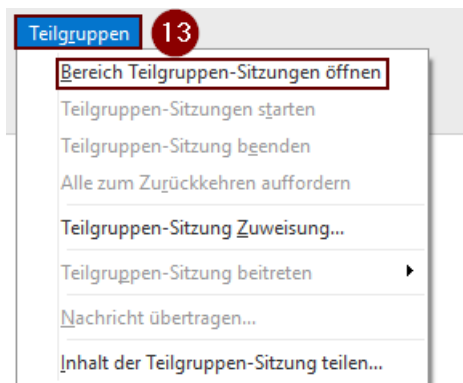 Teilgruppen 13
Bereich Teilgruppen-Sitzungen öffnen
Teilgruppen-Sitzungen starten
Teilgruppen-Sitzung beenden
Alle zum Zurückkehren auffordern
Teilgruppen-Sitzung Zuweisung...
Teilgruppen-Sitzung beitreten
Nachricht übertragen...
Inhalt der Teilgruppen-Sitzung teilen...